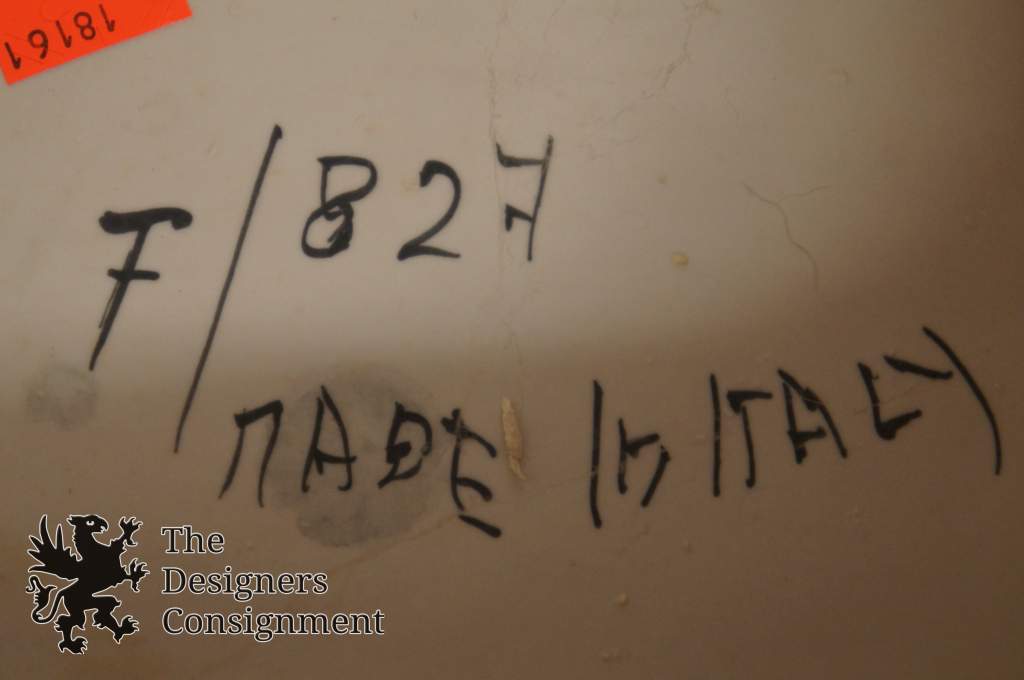 18161
F/827
MADE IN ITALY
The
Designers
Consignment